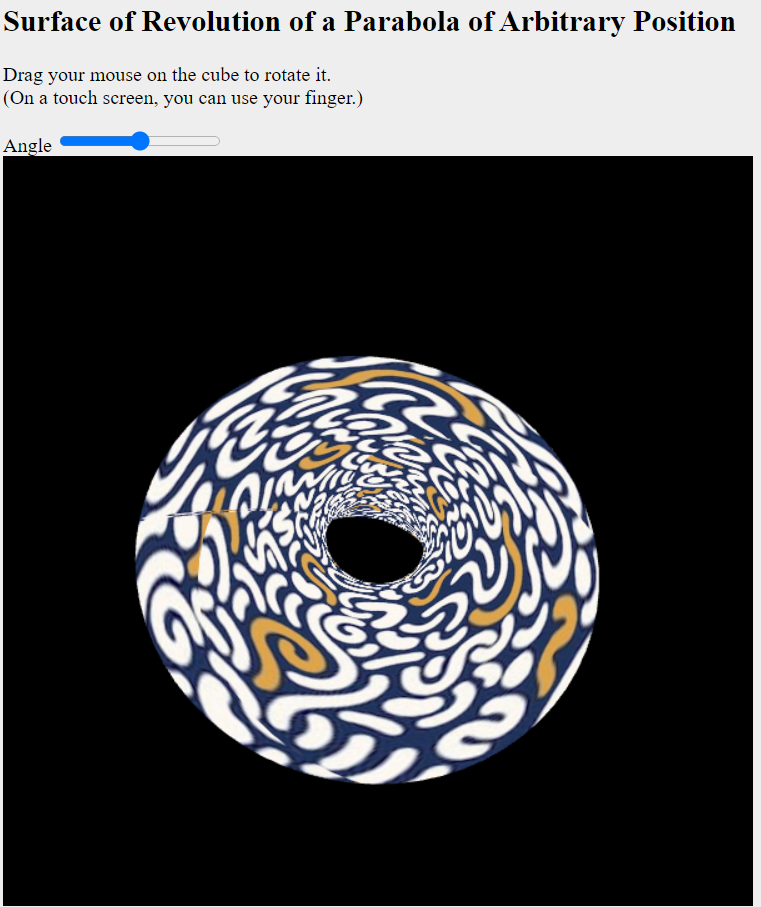 Surface of Revolution of a Parabola of Arbitrary Position
Drag your mouse on the cube to rotate it.
(On a touch screen, you can use your finger.)
Angle